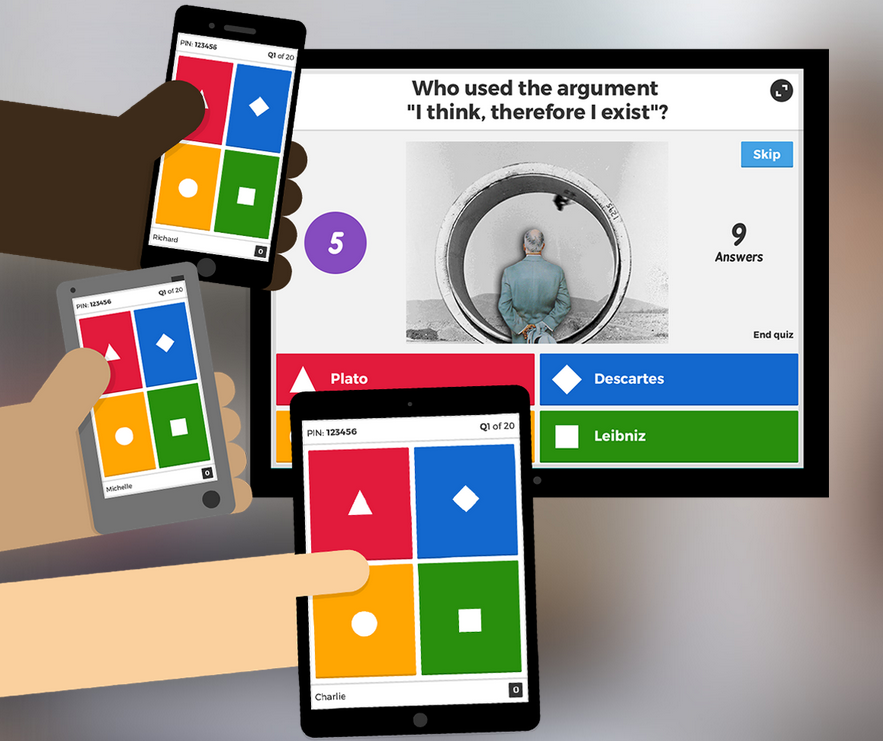 PIN: 123456
Q1 of 20
Richard
0
Who used the argument
"I think, therefore I exist"?
Skip
5
9
Answers
End quiz
Plato
Descartes
Leibniz
PIN: 123456
Q1 of 20
Michelle
0
PIN: 123456
Q1 of 20
Charlie
0